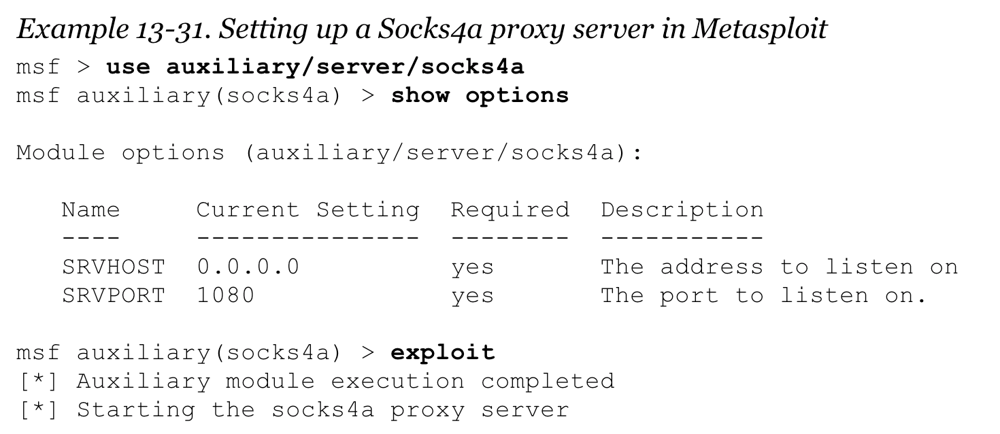 Example 13-31. Setting up a Socks4a proxy server in Metasploit
msf > use auxiliary/server/socks4a
msf auxiliary(socks4a) > show options
Module options (auxiliary/server/socks4a):
Name     Current Setting  Required  Description
----     ---------------  --------  -----------
SRVHOST  0.0.0.0          yes       The address to listen on
SRVPORT  1080             yes       The port to listen on.
msf auxiliary(socks4a) > exploit
[*] Auxiliary module execution completed
[*] Starting the socks4a proxy server